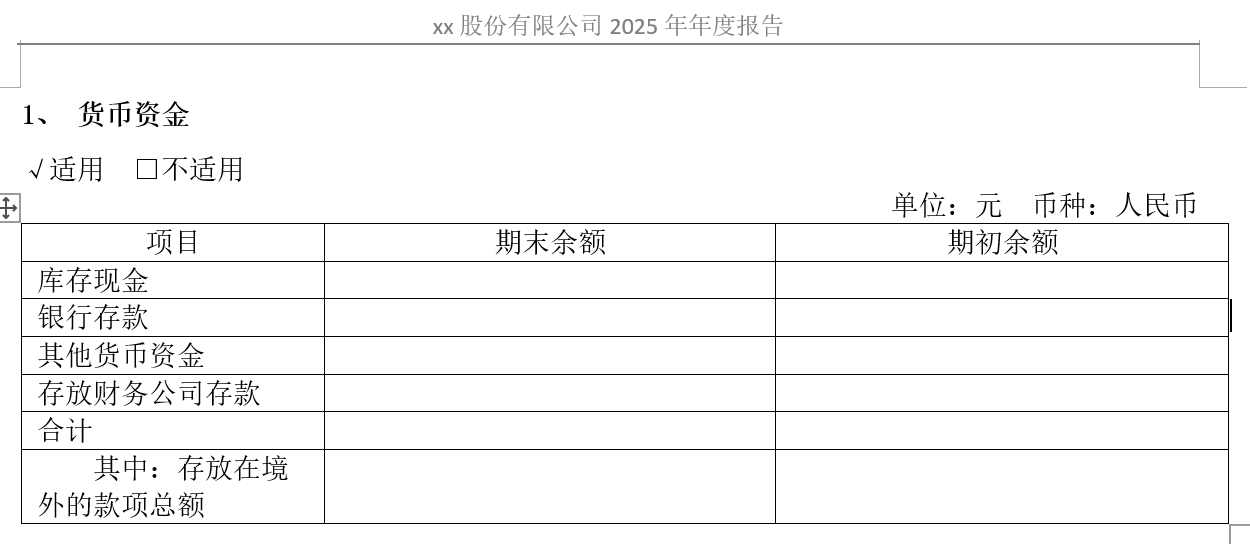 xx 股份有限公司 2025 年年度报告
1、 货币资金
√适用 □不适用
单位：元 币种：人民币
项目 期末余额 期初余额
库存现金
银行存款
其他货币资金
存放财务公司存款
合计
其中：存放在境
外的款项总额